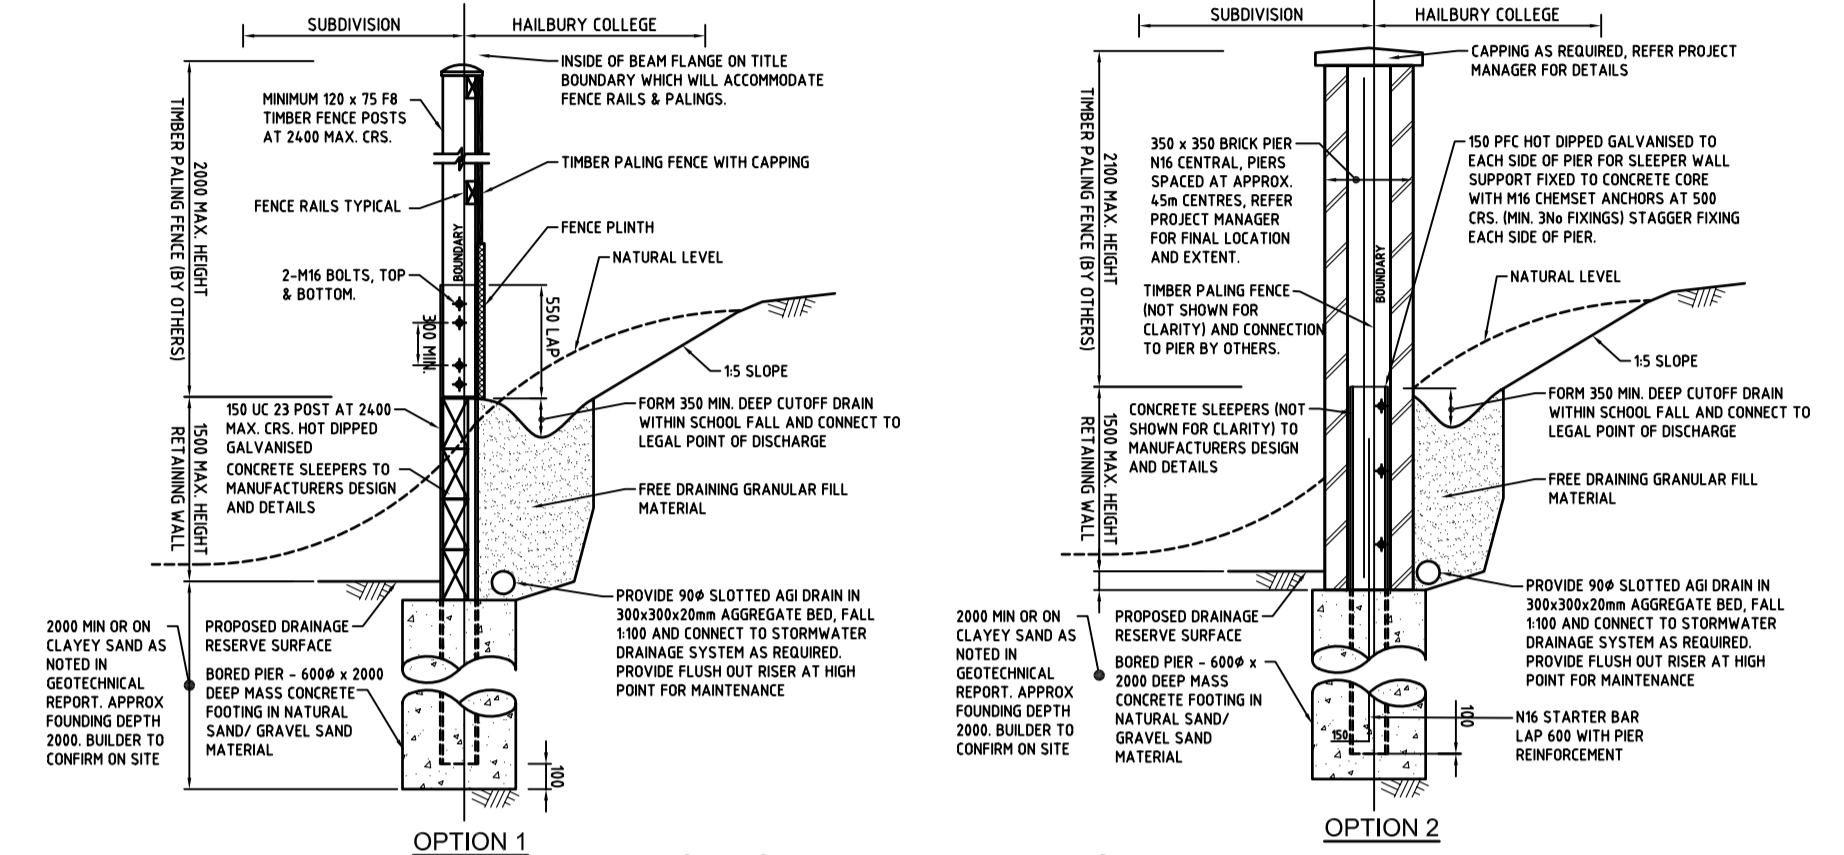 SUBDIVISION
HAILBURY COLLEGE
INSIDE OF BEAM FLANGE ON TITLE
BOUNDARY WHICH WILL ACCOMMODATE
FENCE RAILS & PALINGS.
MINIMUM 120 x 75 F8
TIMBER FENCE POSTS
AT 2400 MAX. CRS.
2000 MAX. HEIGHT
TIMBER PALING FENCE (BY OTHERS)
TIMBER PALING FENCE WITH CAPPING
FENCE RAILS TYPICAL
FENCE PLINTH
BOUNDARY
NATURAL LEVEL
2-M16 BOLTS, TOP
& BOTTOM.
300 MIN.
550 LAP
1:5 SLOPE
150 UC 23 POST AT 2400
MAX. CRS. HOT DIPPED
GALVANISED
CONCRETE SLEEPERS TO
MANUFACTURERS DESIGN
AND DETAILS
1500 MAX. HEIGHT
RETAINING WALL
FORM 350 MIN. DEEP CUTOFF DRAIN
WITHIN SCHOOL FALL AND CONNECT TO
LEGAL POINT OF DISCHARGE
FREE DRAINING GRANULAR FILL
MATERIAL
PROVIDE 90Ø SLOTTED AGI DRAIN IN
300x300x20mm AGGREGATE BED, FALL
1:100 AND CONNECT TO STORMWATER
DRAINAGE SYSTEM AS REQUIRED.
PROVIDE FLUSH OUT RISER AT HIGH
POINT FOR MAINTENANCE
2000 MIN OR ON
CLAYEY SAND AS
NOTED IN
GEOTECHNICAL
REPORT. APPROX
FOUNDING DEPTH
2000. BUILDER TO
CONFIRM ON SITE
PROPOSED DRAINAGE
RESERVE SURFACE
BORED PIER - 600Ø x 2000
DEEP MASS CONCRETE
FOOTING IN NATURAL
SAND/ GRAVEL SAND
MATERIAL
100
OPTION 1
SUBDIVISION
HAILBURY COLLEGE
CAPPING AS REQUIRED, REFER PROJECT
MANAGER FOR DETAILS
2100 MAX. HEIGHT
TIMBER PALING FENCE (BY OTHERS)
350 x 350 BRICK PIER
N16 CENTRAL, PIERS
SPACED AT APPROX.
45m CENTRES, REFER
PROJECT MANAGER
FOR FINAL LOCATION
AND EXTENT.
150 PFC HOT DIPPED GALVANISED TO
EACH SIDE OF PIER FOR SLEEPER WALL
SUPPORT FIXED TO CONCRETE CORE
WITH M16 CHEMSET ANCHORS AT 500
CRS. (MIN. 3No FIXINGS) STAGGER FIXING
EACH SIDE OF PIER.
BOUNDARY
NATURAL LEVEL
TIMBER PALING FENCE
(NOT SHOWN FOR
CLARITY) AND CONNECTION
TO PIER BY OTHERS.
1:5 SLOPE
CONCRETE SLEEPERS (NOT
SHOWN FOR CLARITY) TO
MANUFACTURERS DESIGN
AND DETAILS
1500 MAX. HEIGHT
RETAINING WALL
FORM 350 MIN. DEEP CUTOFF DRAIN
WITHIN SCHOOL FALL AND CONNECT TO
LEGAL POINT OF DISCHARGE
FREE DRAINING GRANULAR FILL
MATERIAL
PROVIDE 90Ø SLOTTED AGI DRAIN IN
300x300x20mm AGGREGATE BED, FALL
1:100 AND CONNECT TO STORMWATER
DRAINAGE SYSTEM AS REQUIRED.
PROVIDE FLUSH OUT RISER AT HIGH
POINT FOR MAINTENANCE
2000 MIN OR ON
CLAYEY SAND AS
NOTED IN
GEOTECHNICAL
REPORT. APPROX
FOUNDING DEPTH
2000. BUILDER TO
CONFIRM ON SITE
PROPOSED DRAINAGE
RESERVE SURFACE
BORED PIER - 600Ø x
2000 DEEP MASS
CONCRETE FOOTING IN
NATURAL SAND/
GRAVEL SAND
MATERIAL
150
100
N16 STARTER BAR
LAP 600 WITH PIER
REINFORCEMENT
OPTION 2